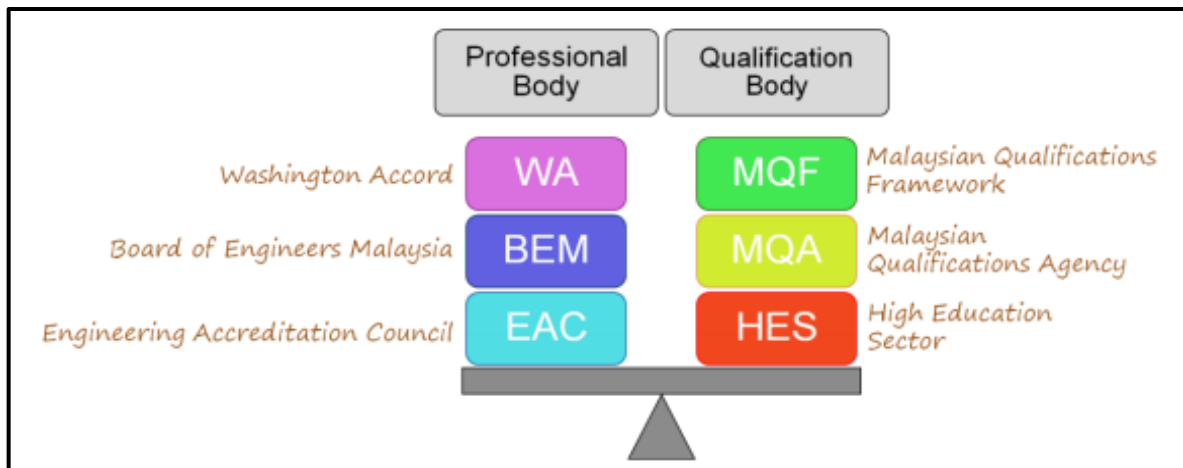 Professional
Body
Qualification
Body
Washington Accord
WA
MQF
Malaysian Qualifications
Framework
Board of Engineers Malaysia
BEM
MQA
Malaysian
Qualifications Agency
Engineering Accreditation Council
EAC
HES
High Education
Sector